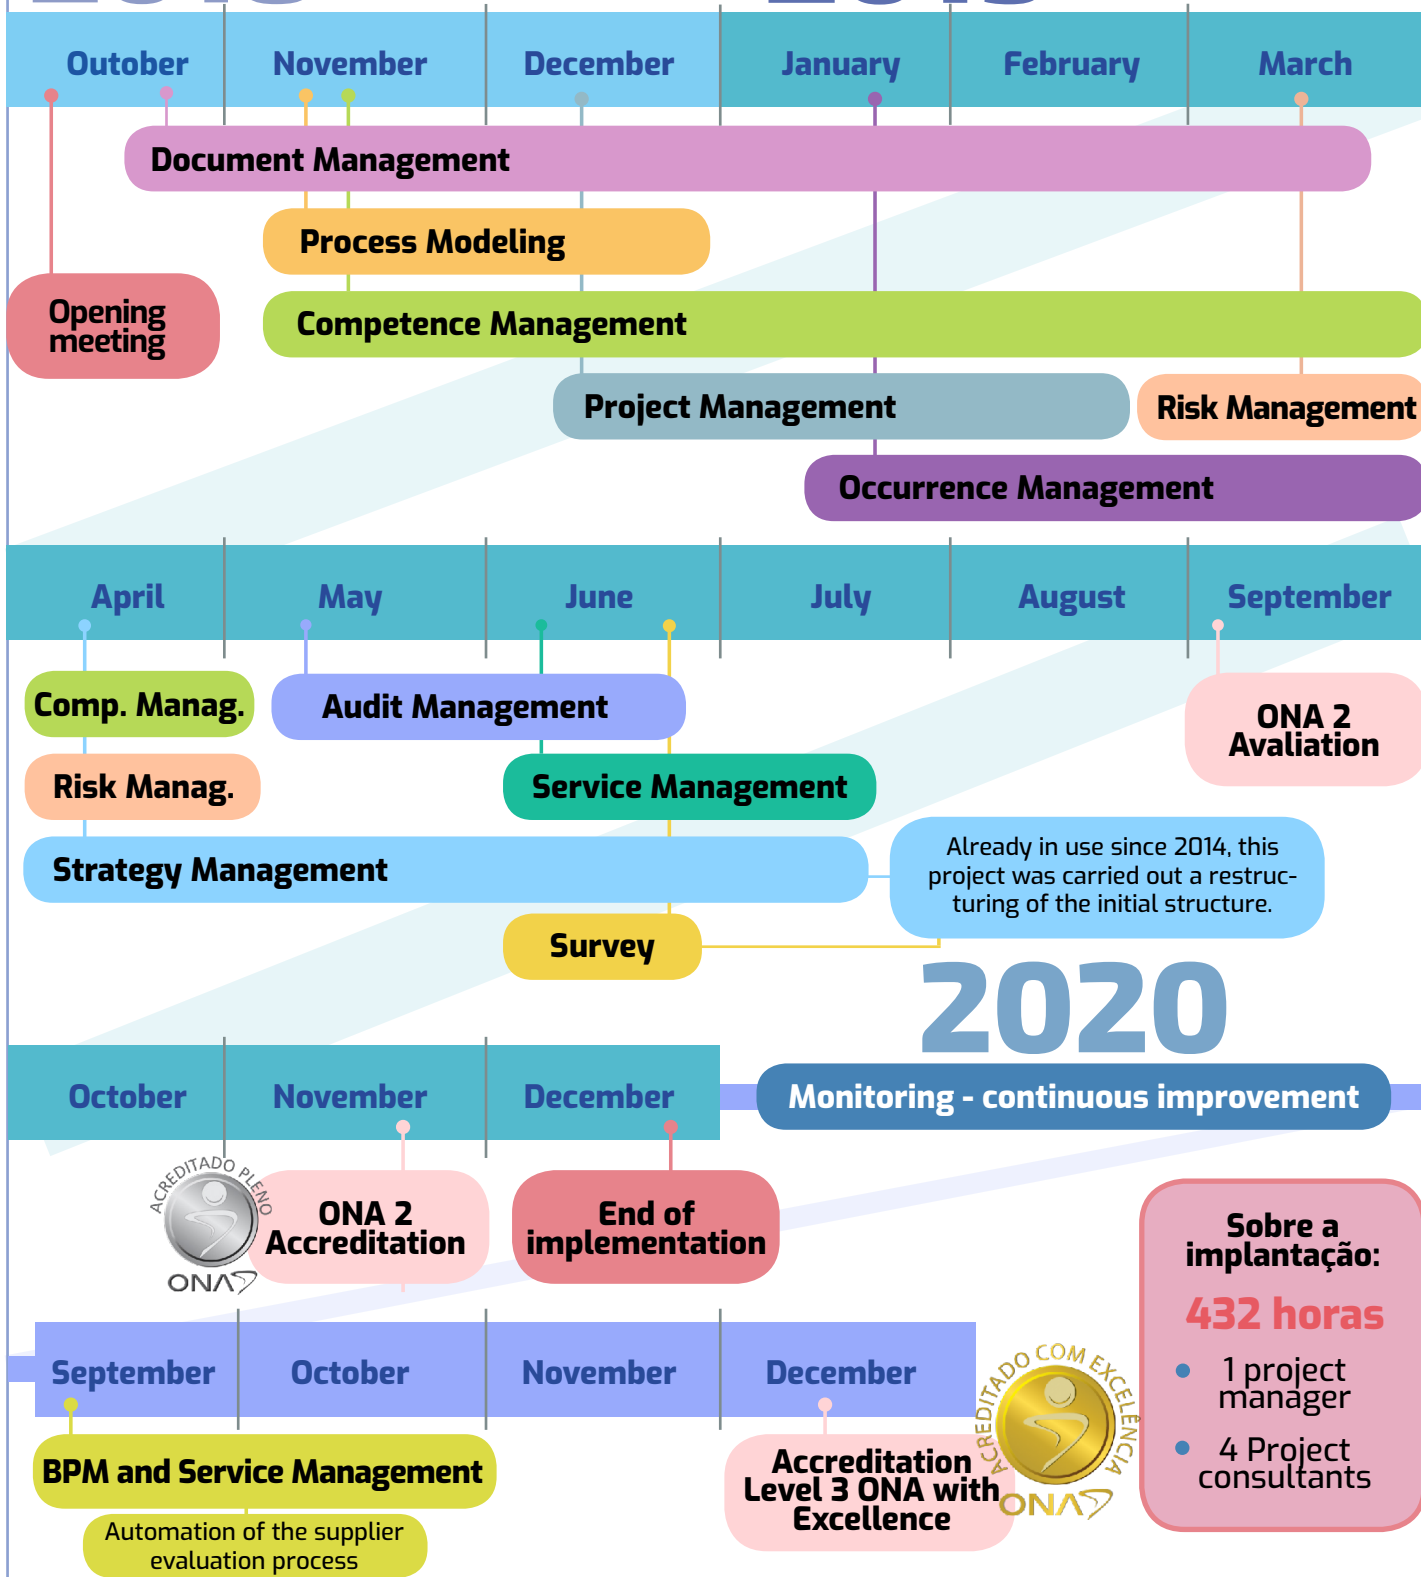 Outober November December January February March
Document Management
Process Modeling
Opening
meeting
Competence Management
Project Management
Risk Management
Occurrence Management
April May June July August September
Comp. Manag.
Audit Management
ONA 2
Avaliation
Risk Manag.
Service Management
Strategy Management
Already in use since 2014, this
project was carried out a restruc-
turing of the initial structure.
Survey
2020
October November December
Monitoring - continuous improvement
ACREDITADO PLENO
ONA
ONA 2
Accreditation
End of
implementation
Sobre a
implantação:
432 horas
1 project
manager
4 Project
consultants
September October November December
ACREDITADO COM EXCELÊNCIA
ONA
BPM and Service Management
Automation of the supplier
evaluation process
Accreditation
Level 3 ONA with
Excellence